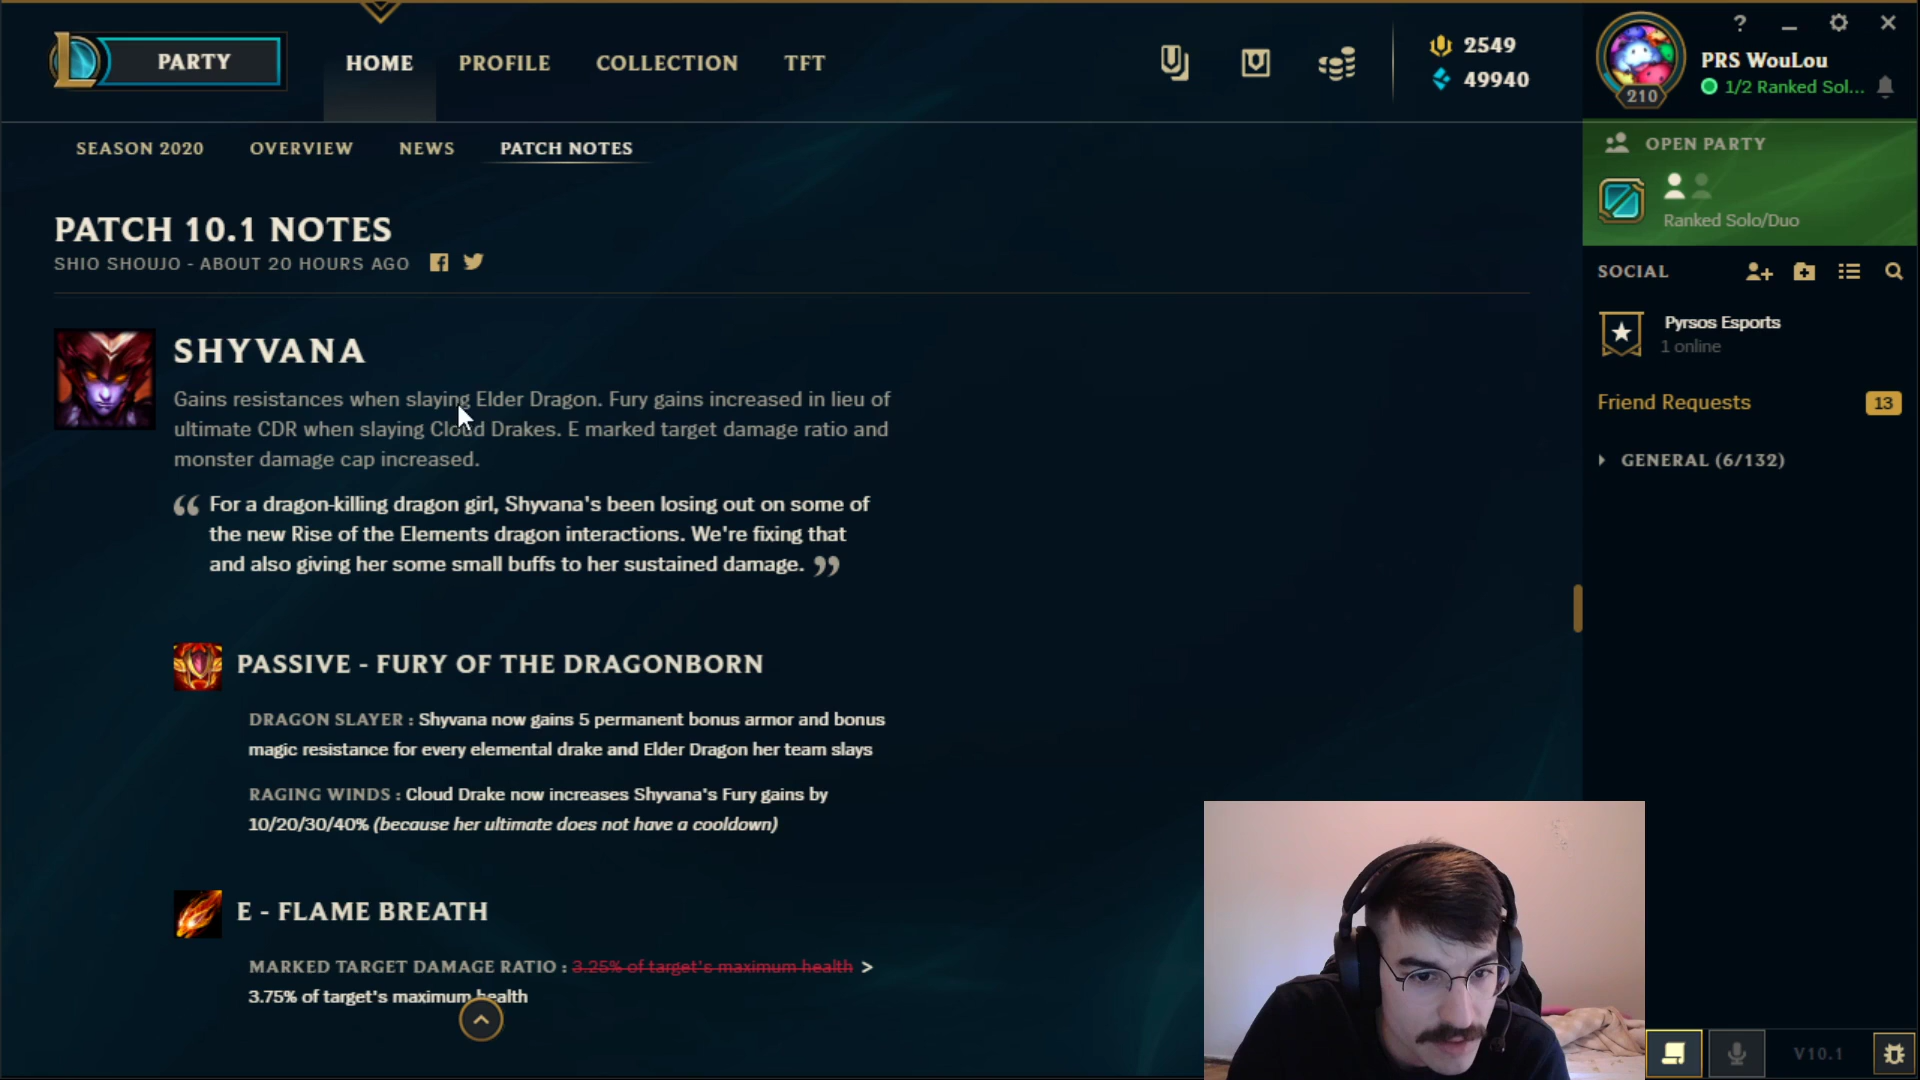 PARTY
HOME
PROFILE
COLLECTION
TFT
2549
49940
?
210
PRS WouLou
1/2 Ranked Sol...
SEASON 2020
OVERVIEW
NEWS
PATCH NOTES
OPEN PARTY
Ranked Solo/Duo
PATCH 10.1 NOTES
SHIO SHOUJO - ABOUT 20 HOURS AGO
SOCIAL
Pyrsos Esports
1 online
Friend Requests
13
GENERAL (6/132)
SHYVANA
Gains resistances when slaying Elder Dragon. Fury gains increased in lieu of
ultimate CDR when slaying Cloud Drakes. E marked target damage ratio and
monster damage cap increased.
“ For a dragon-killing dragon girl, Shyvana's been losing out on some of
the new Rise of the Elements dragon interactions. We're fixing that
and also giving her some small buffs to her sustained damage. ”
PASSIVE - FURY OF THE DRAGONBORN
DRAGON SLAYER : Shyvana now gains 5 permanent bonus armor and bonus
magic resistance for every elemental drake and Elder Dragon her team slays
RAGING WINDS : Cloud Drake now increases Shyvana's Fury gains by
10/20/30/40% (because her ultimate does not have a cooldown)
E - FLAME BREATH
MARKED TARGET DAMAGE RATIO : 3.25% of target's maximum health >
3.75% of target's maximum health
V10.1